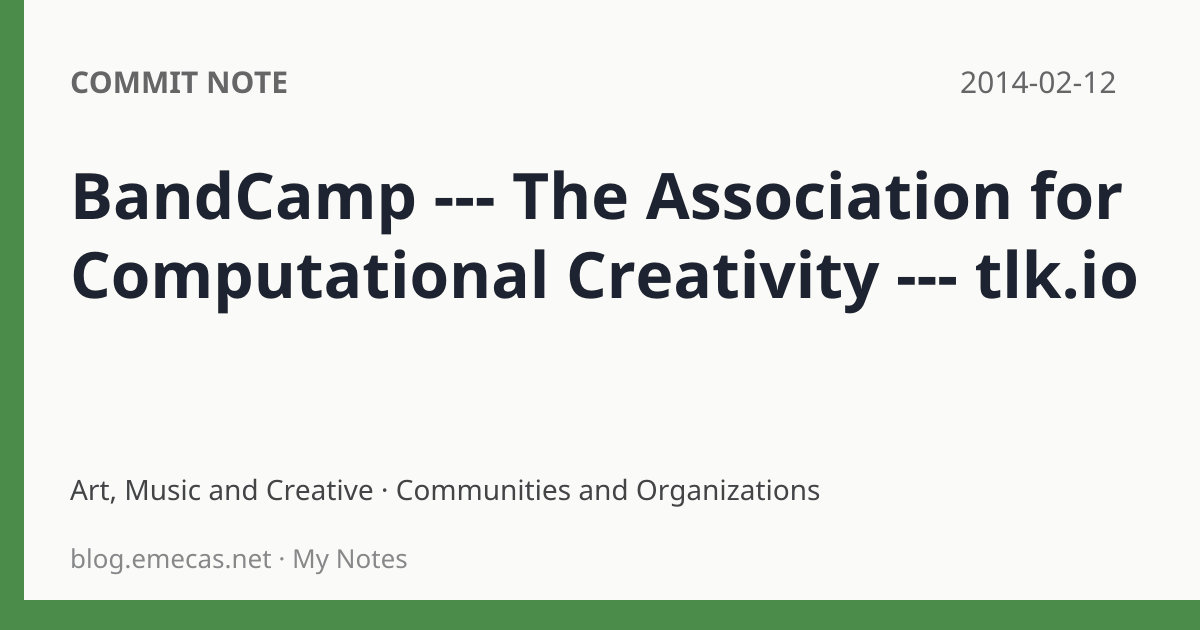 COMMIT NOTE
2014-02-12
BandCamp --- The Association for
Computational Creativity --- tlk.io
Art, Music and Creative · Communities and Organizations
blog.emecas.net · My Notes